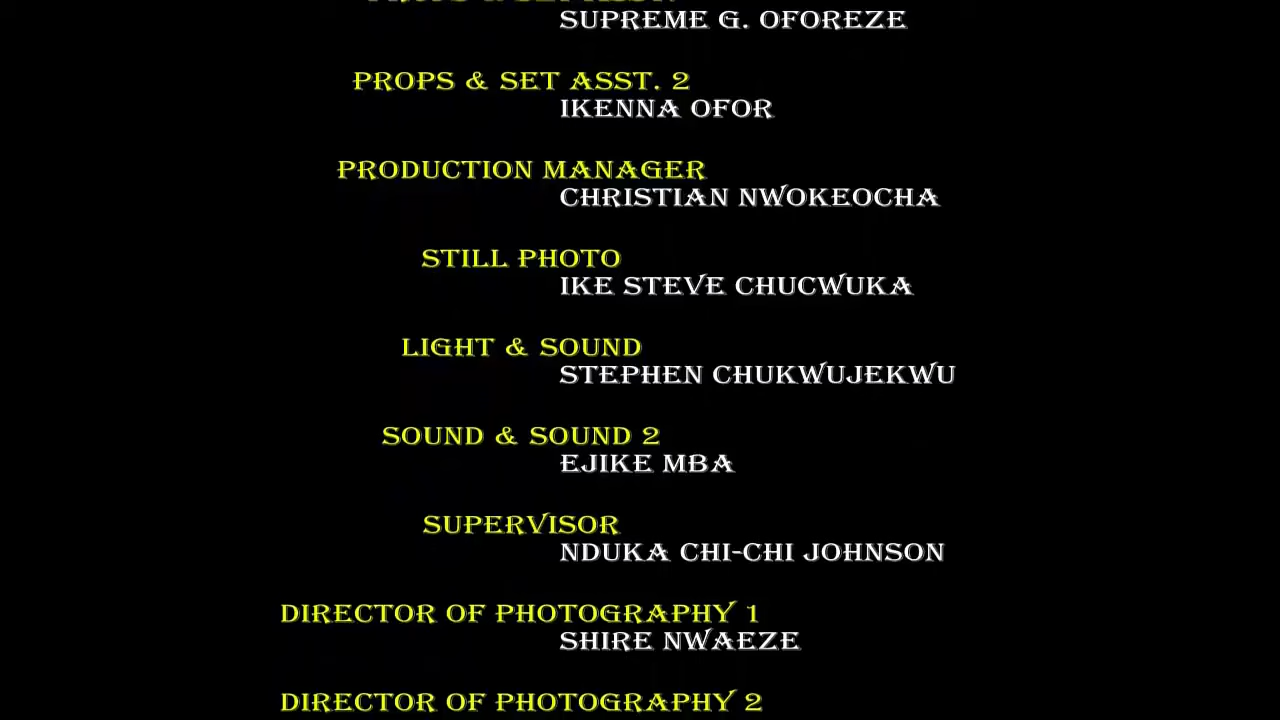 SUPREME G. OFOREZE
PROPS & SET ASST. 2
IKENNA OFOR
PRODUCTION MANAGER
CHRISTIAN NWOKEOCHA
STILL PHOTO
IKE STEVE CHUCWUKA
LIGHT & SOUND
STEPHEN CHUKWUJEKWU
SOUND & SOUND 2
EJIKE MBA
SUPERVISOR
NDUKA CHI-CHI JOHNSON
DIRECTOR OF PHOTOGRAPHY 1
SHIRE NWAEZE
DIRECTOR OF PHOTOGRAPHY 2